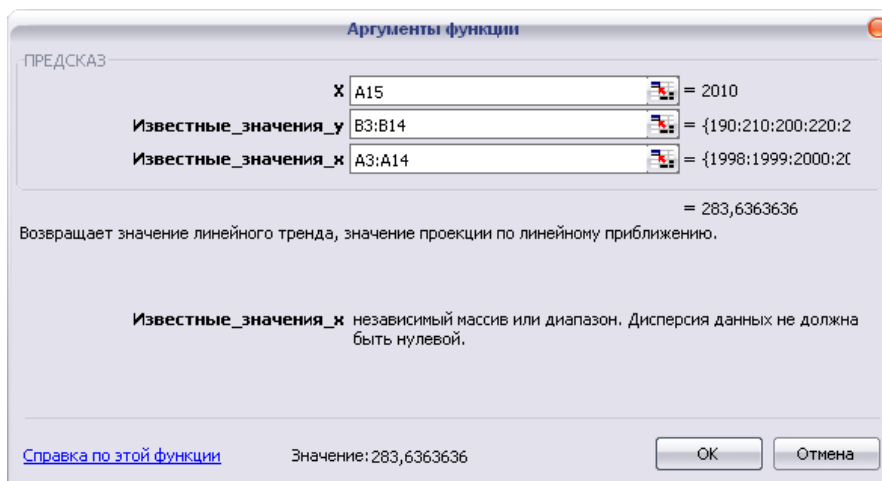 Аргументы функции
ПРЕДСКАЗ
X A15 = 2010
Известные_значения_y B3:B14 = {190:210:200:220:2
Известные_значения_x A3:A14 = {1998:1999:2000:20
= 283,6363636
Возвращает значение линейного тренда, значение проекции по линейному приближению.
Известные_значения_x независимый массив или диапазон. Дисперсия данных не должна
быть нулевой.
Справка по этой функции Значение: 283,6363636 ОК Отмена